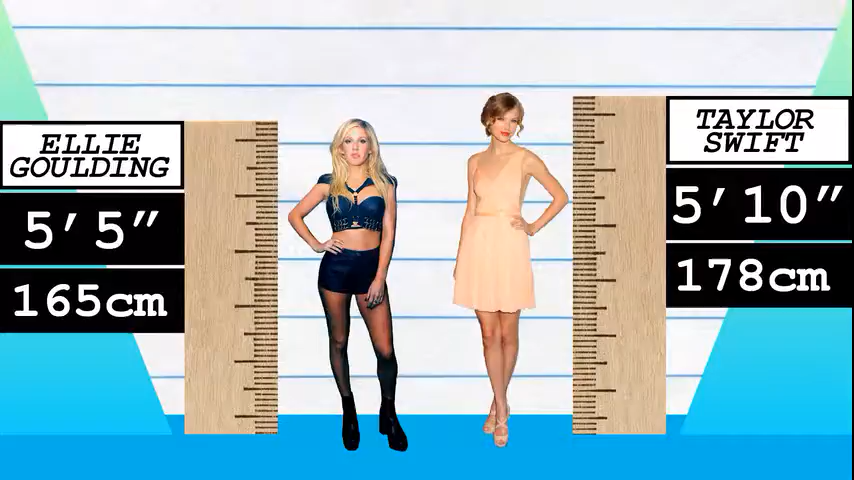 ELLIE
GOULDING
5'5"
165cm
TAYLOR
SWIFT
5'10"
178cm